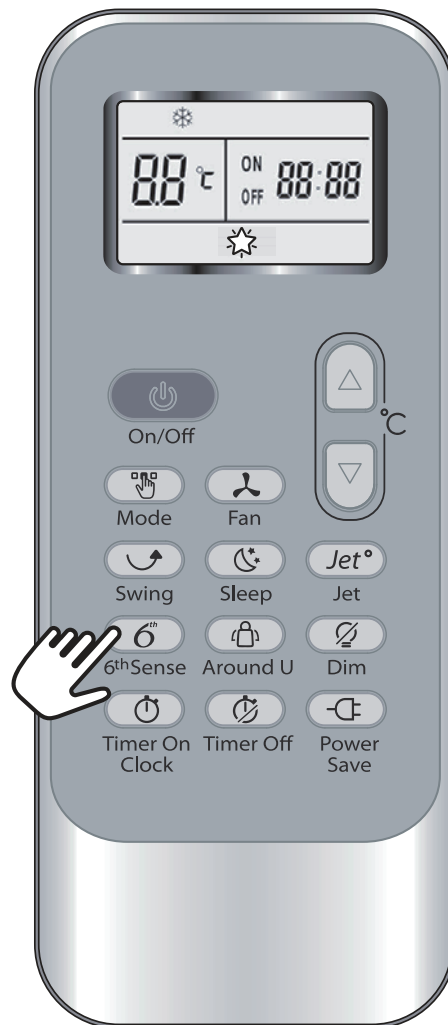 88 °c ON 88:88
OFF
°C
On/Off
Mode Fan
Jet°
Swing Sleep Jet
6th
6thSense Around U Dim
Timer On Timer Off Power
Clock Save